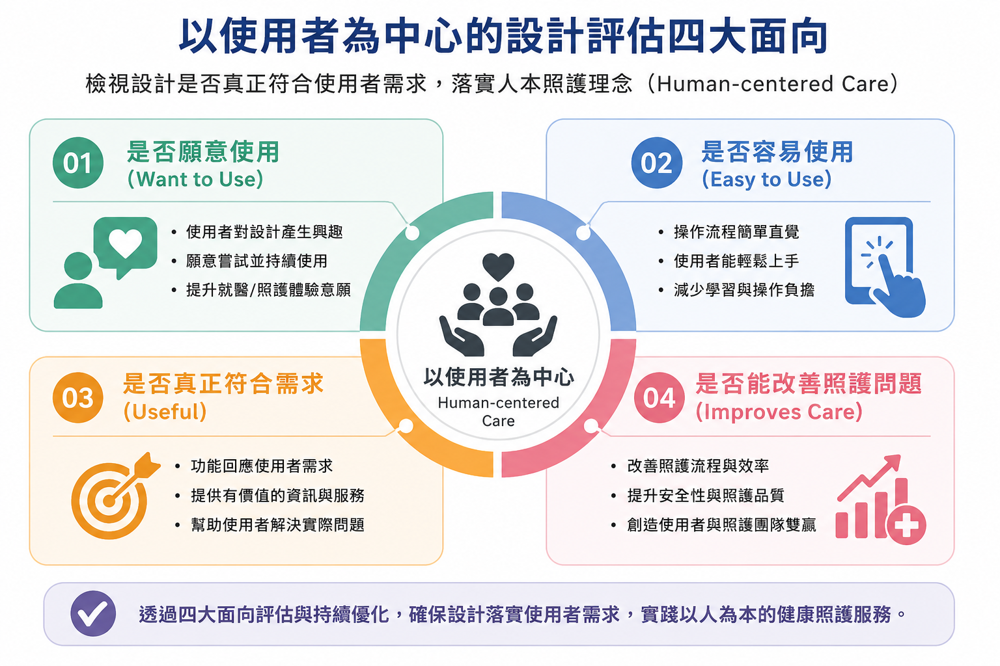 以使用者為中心的設計評估四大面向
檢視設計是否真正符合使用者需求，落實人本照護理念（Human-centered Care）
01
是否願意使用
(Want to Use)
• 使用者對設計產生興趣
• 願意嘗試並持續使用
• 提升就醫/照護體驗意願
02
是否容易使用
(Easy to Use)
• 操作流程簡單直覺
• 使用者能輕鬆上手
• 減少學習與操作負擔
以使用者為中心
Human-centered
Care
03
是否真正符合需求
(Useful)
• 功能回應使用者需求
• 提供有價值的資訊與服務
• 幫助使用者解決實際問題
04
是否能改善照護問題
(Improves Care)
• 改善照護流程與效率
• 提升安全性與照護品質
• 創造使用者與照護團隊雙贏
透過四大面向評估與持續優化，確保設計落實使用者需求，實踐以人為本的健康照護服務。